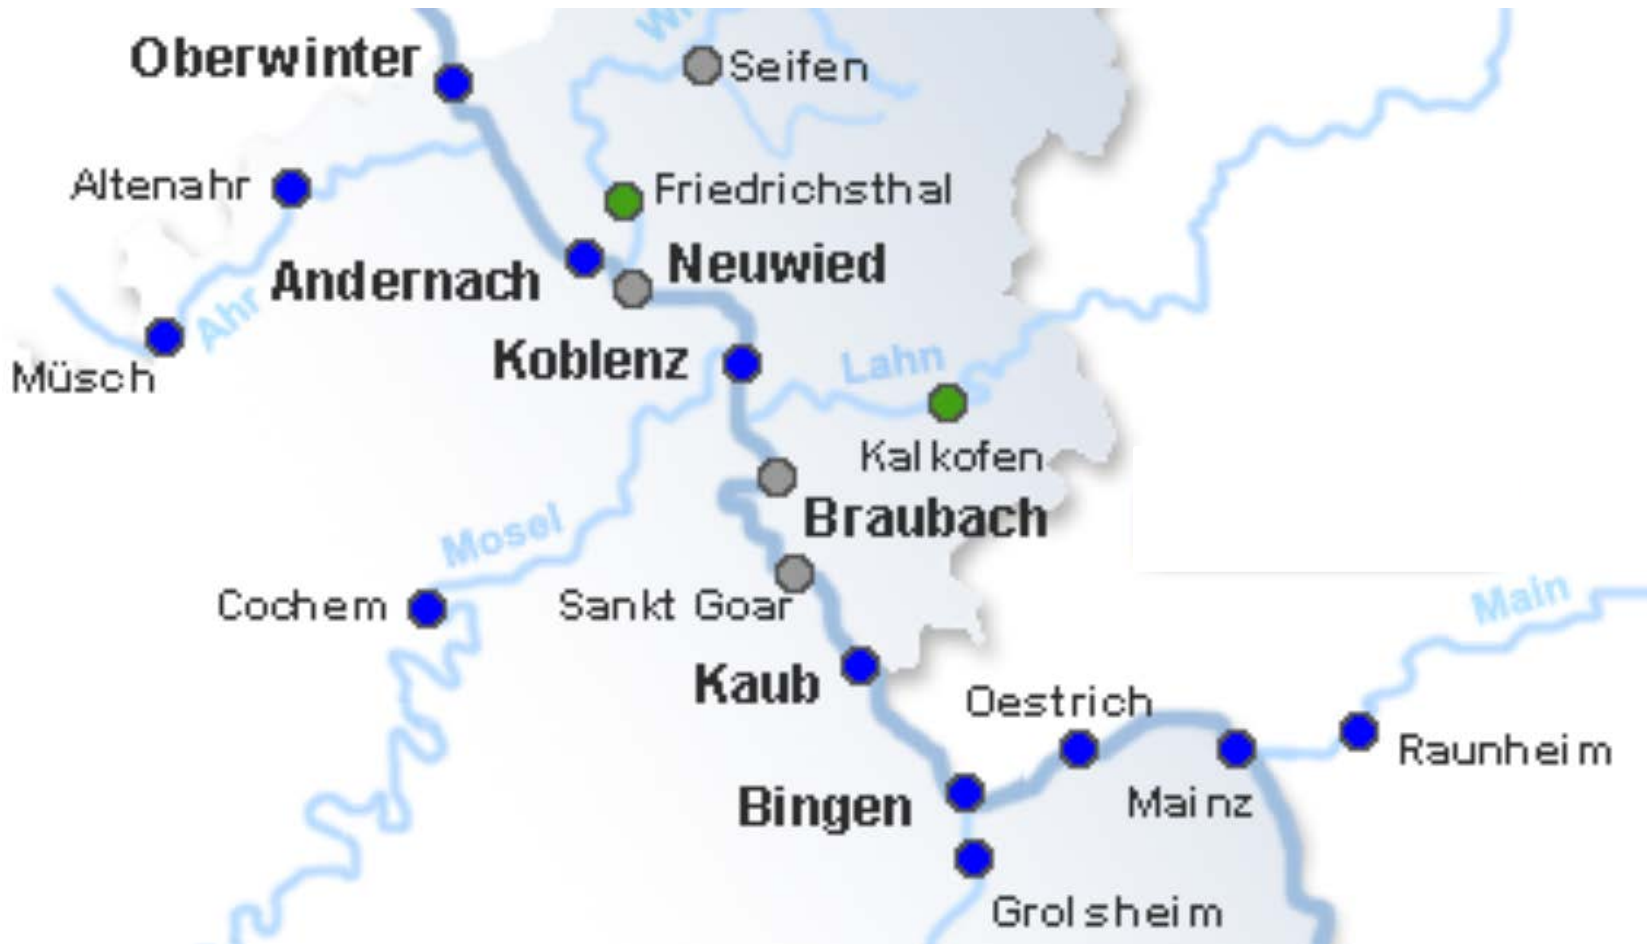 Oberwinter
Seifen
Altenahr
Friedrichsthal
Neuwied
Andernach
Ahr
Müsch
Koblenz
Lahn
Kalkofen
Braubach
Mosel
Cochem
Sankt Goar
Main
Kaub
Oestrich
Raunheim
Bingen
Mainz
Grolsheim